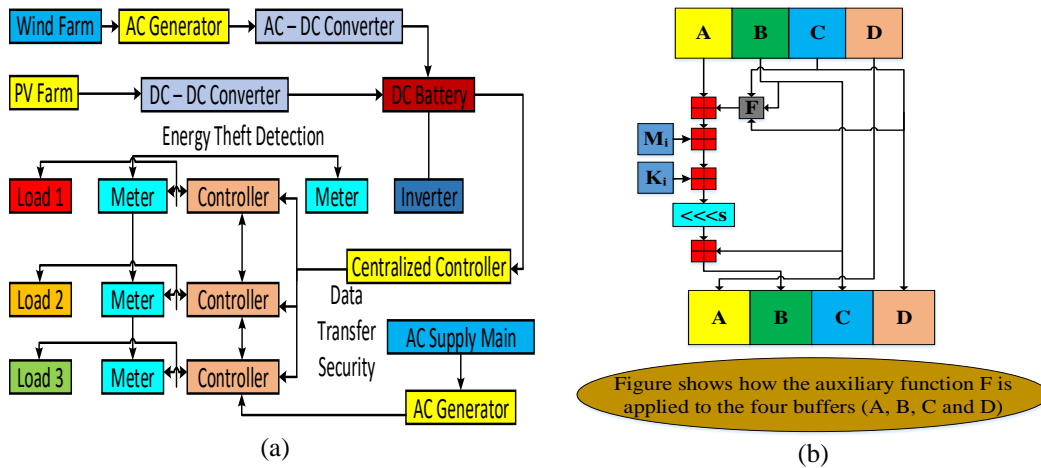 Wind Farm
AC Generator
AC – DC Converter
PV Farm
DC – DC Converter
DC Battery
Energy Theft Detection
Load 1
Meter
Controller
Meter
Inverter
Centralized Controller
Load 2
Meter
Controller
Data
Transfer
Security
AC Supply Main
Load 3
Meter
Controller
AC Generator
(a)
A
B
C
D
F
Mi
Ki
<<<s
A
B
C
D
Figure shows how the auxiliary function F is
applied to the four buffers (A, B, C and D)
(b)